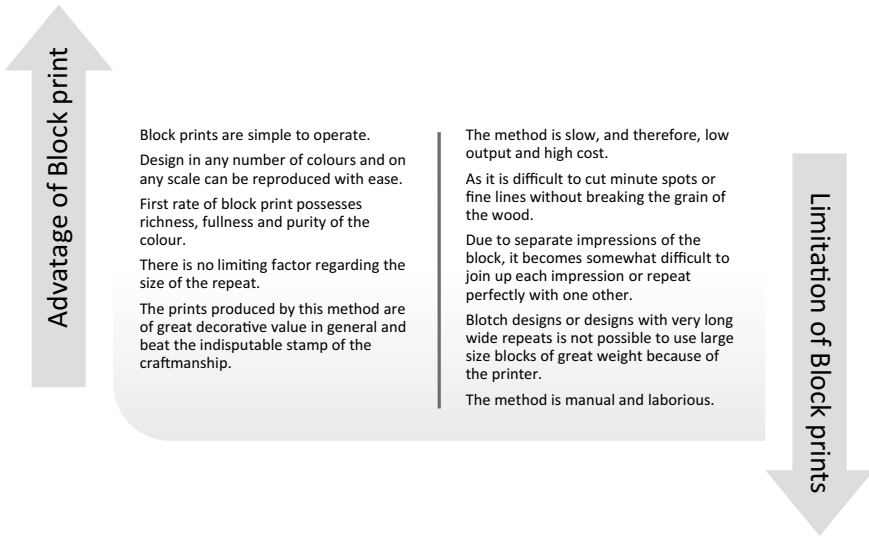 Advatage of Block print
Block prints are simple to operate.
Design in any number of colours and on
any scale can be reproduced with ease.
First rate of block print possesses
richness, fullness and purity of the
colour.
There is no limiting factor regarding the
size of the repeat.
The prints produced by this method are
of great decorative value in general and
beat the indisputable stamp of the
craftmanship.
The method is slow, and therefore, low
output and high cost.
As it is difficult to cut minute spots or
fine lines without breaking the grain of
the wood.
Due to separate impressions of the
block, it becomes somewhat difficult to
join up each impression or repeat
perfectly with one other.
Blotch designs or designs with very long
wide repeats is not possible to use large
size blocks of great weight because of
the printer.
The method is manual and laborious.
Limitation of Block prints